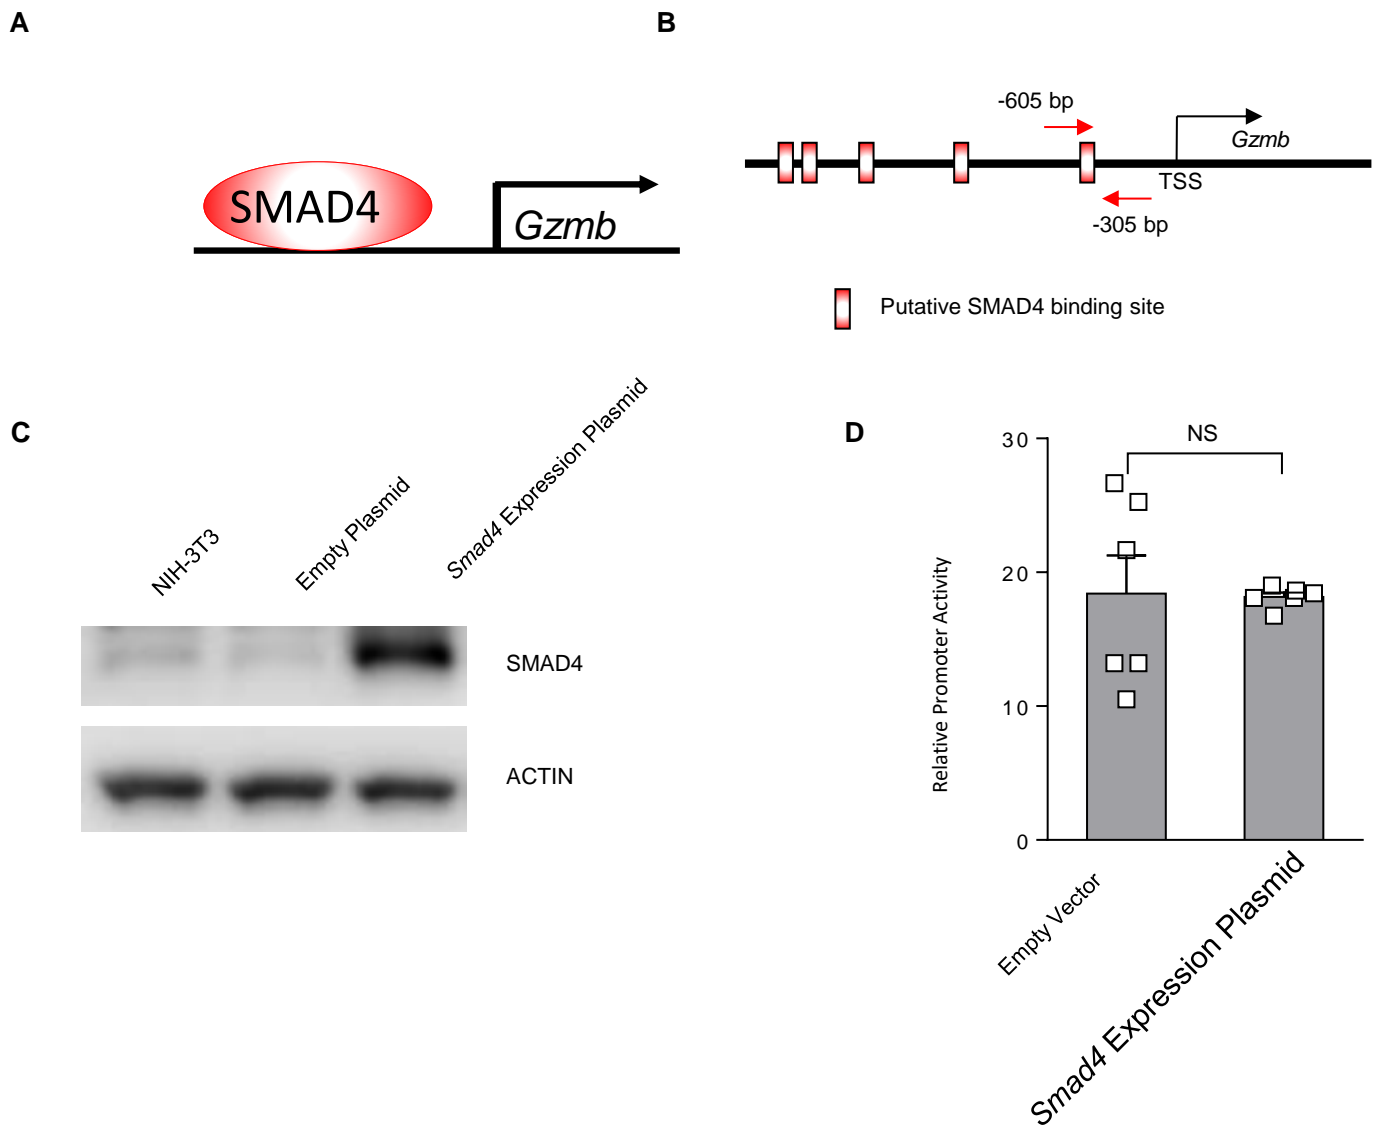 A
SMAD4
Gzmb
B
-605 bp
Gzmb
TSS
-305 bp
Putative SMAD4 binding site
C
NIH-3T3
Empty Plasmid
Smad4 Expression Plasmid
SMAD4
ACTIN
D
NS
30
20
10
0
Relative Promoter Activity
Empty Vector
Smad4 Expression Plasmid